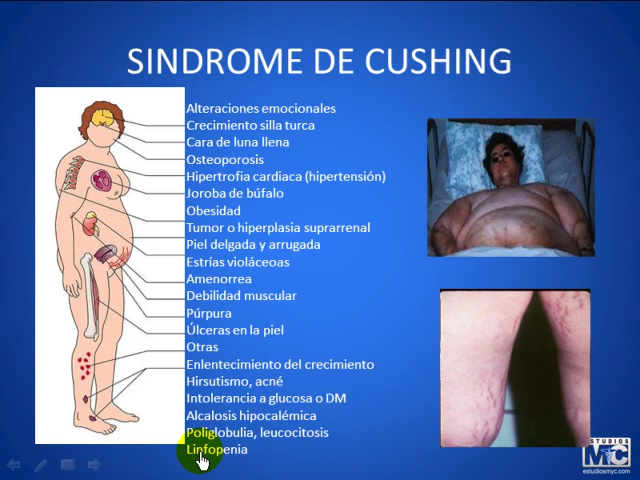 SINDROME DE CUSHING
Alteraciones emocionales
Crecimiento silla turca
Cara de luna llena
Osteoporosis
Hipertrofia cardiaca (hipertensión)
Joroba de búfalo
Obesidad
Tumor o hiperplasia suprarrenal
Piel delgada y arrugada
Estrías violáceoas
Amenorrea
Debilidad muscular
Púrpura
Úlceras en la piel
Otras
Enlentecimiento del crecimiento
Hirsutismo, acné
Intolerancia a glucosa o DM
Alcalosis hipocalémica
Poliglobulia, leucocitosis
Linfopenia
STUDIOS
MyC
estudiosmyc.com